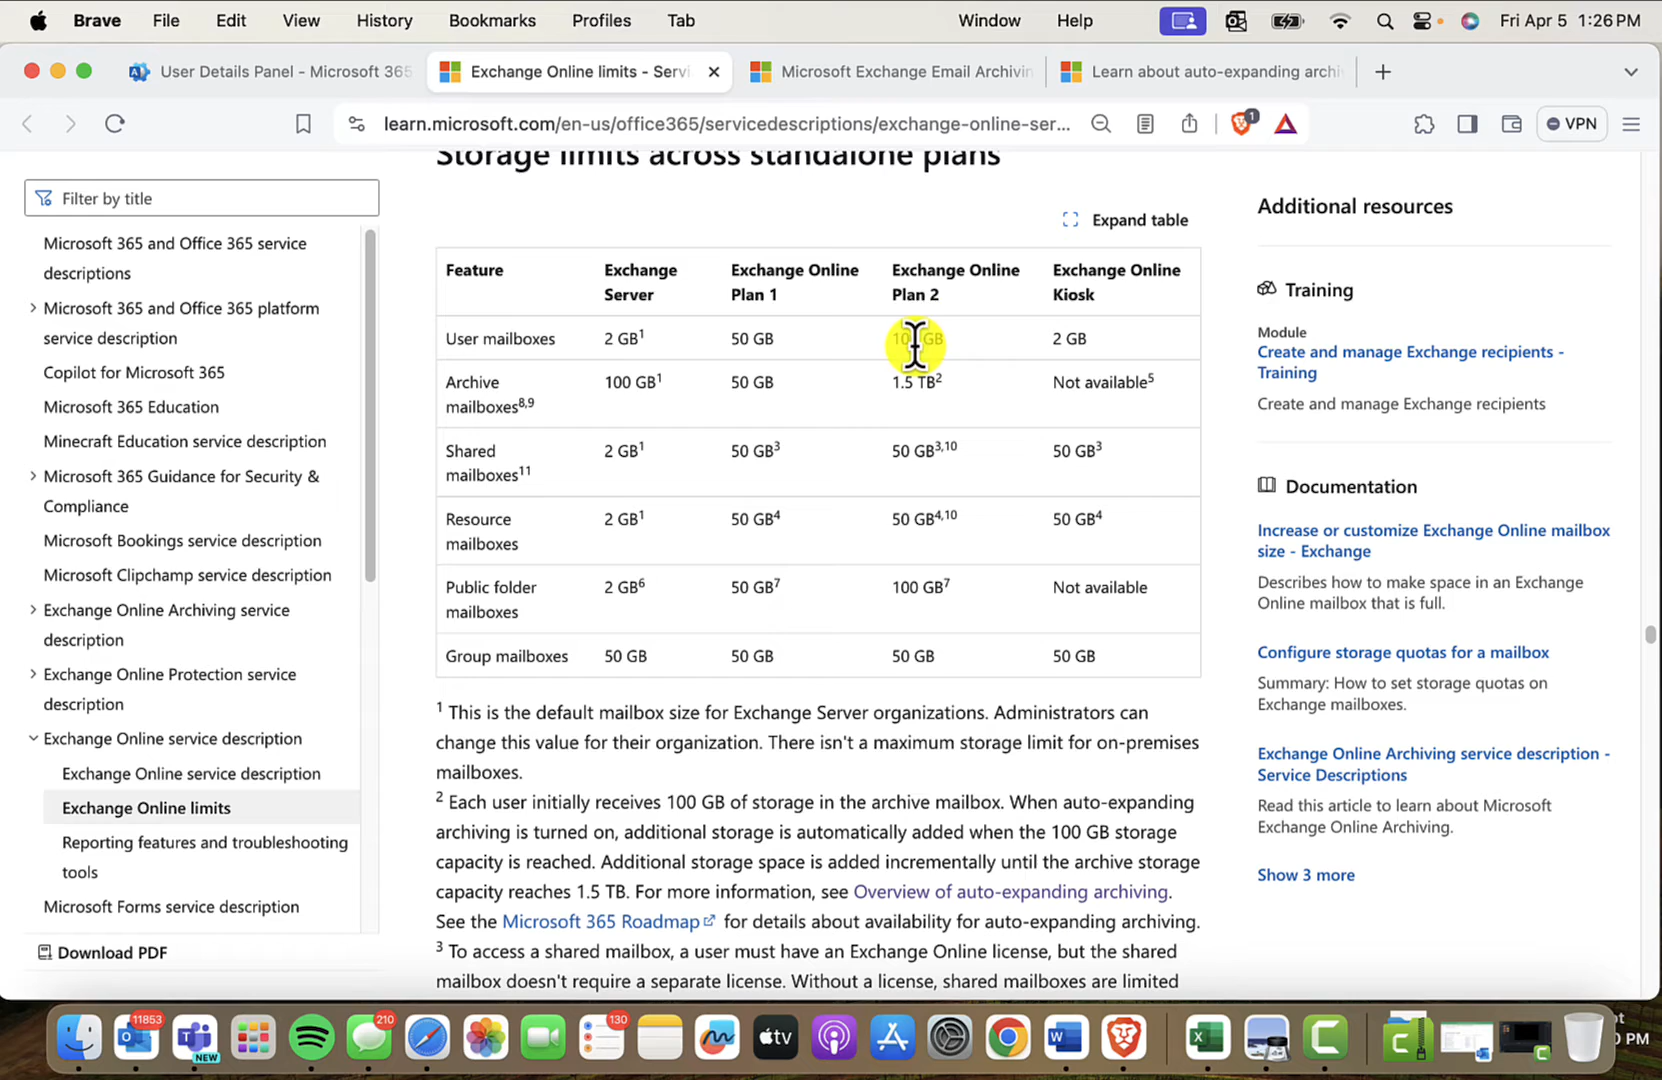 Brave File Edit View History Bookmarks Profiles Tab Window Help Fri Apr 5 1:26 PM
User Details Panel - Microsoft 365
Exchange Online limits - Servi
Microsoft Exchange Email Archivin
Learn about auto-expanding archi
learn.microsoft.com/en-us/office365/servicedescriptions/exchange-online-ser...
1
VPN
Filter by title
Microsoft 365 and Office 365 service
descriptions
Microsoft 365 and Office 365 platform
service description
Copilot for Microsoft 365
Microsoft 365 Education
Minecraft Education service description
Microsoft 365 Guidance for Security &
Compliance
Microsoft Bookings service description
Microsoft Clipchamp service description
Exchange Online Archiving service
description
Exchange Online Protection service
descriptions
Exchange Online service description
Exchange Online service description
Exchange Online limits
Reporting features and troubleshooting
tools
Microsoft Forms service description
Download PDF
Storage limits across standalone plans
Expand table
Feature Exchange Exchange Online Exchange Online Exchange Online
Server Plan 1 Plan 2 Kiosk
User mailboxes 2 GB¹ 50 GB GB 2 GB
Archive 100 GB¹ 50 GB 1.5 TB² Not available⁵
mailboxes⁸,⁹
Shared 2 GB¹ 50 GB³ 50 GB³,¹⁰ 50 GB³
mailboxes¹¹
Resource 2 GB¹ 50 GB⁴ 50 GB⁴,¹⁰ 50 GB⁴
mailboxes
Public folder 2 GB⁶ 50 GB⁷ 100 GB⁷ Not available
mailboxes
Group mailboxes 50 GB 50 GB 50 GB 50 GB
¹ This is the default mailbox size for Exchange Server organizations. Administrators can
change this value for their organization. There isn't a maximum storage limit for on-premises
mailboxes.
² Each user initially receives 100 GB of storage in the archive mailbox. When auto-expanding
archiving is turned on, additional storage is automatically added when the 100 GB storage
capacity is reached. Additional storage space is added incrementally until the archive storage
capacity reaches 1.5 TB. For more information, see Overview of auto-expanding archiving.
See the Microsoft 365 Roadmap for details about availability for auto-expanding archiving.
³ To access a shared mailbox, a user must have an Exchange Online license, but the shared
mailbox doesn't require a separate license. Without a license, shared mailboxes are limited
Additional resources
Training
Module
Create and manage Exchange recipients -
Training
Create and manage Exchange recipients
Documentation
Increase or customize Exchange Online mailbox
size - Exchange
Describes how to make space in an Exchange
Online mailbox that is full.
Configure storage quotas for a mailbox
Summary: How to set storage quotas on
Exchange mailboxes.
Exchange Online Archiving service description -
Service Descriptions
Read this article to learn about Microsoft
Exchange Online Archiving.
Show 3 more
11853
NEW
210
130
tv